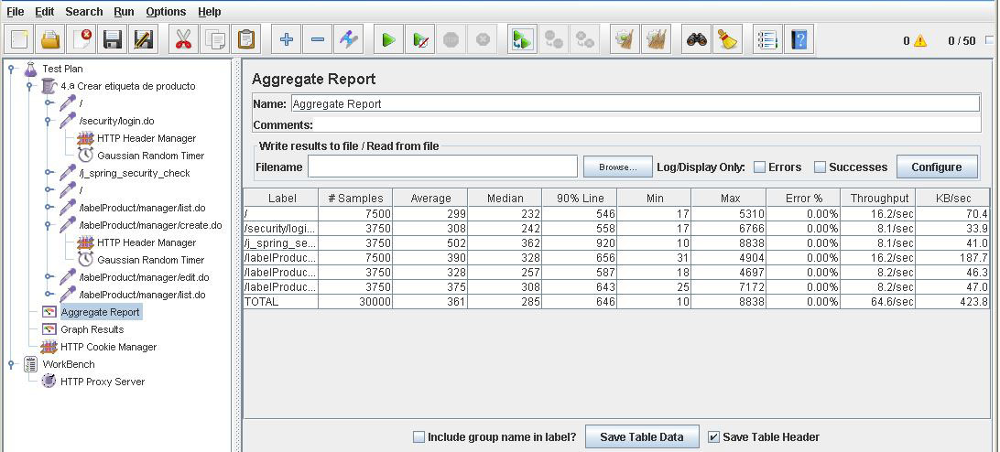 File Edit Search Run Options Help
0 0 / 50
Test Plan
4.a Crear etiqueta de producto
/
/security/login.do
HTTP Header Manager
Gaussian Random Timer
/j_spring_security_check
/
/labelProduct/manager/list.do
/labelProduct/manager/create.do
HTTP Header Manager
Gaussian Random Timer
/labelProduct/manager/edit.do
/labelProduct/manager/list.do
Aggregate Report
Graph Results
HTTP Cookie Manager
WorkBench
HTTP Proxy Server
Aggregate Report
Name: Aggregate Report
Comments:
Write results to file / Read from file
Filename Browse... Log/Display Only: Errors Successes Configure
Label # Samples Average Median 90% Line Min Max Error % Throughput KB/sec
/ 7500 299 232 546 17 5310 0.00% 16.2/sec 70.4
/security/logi... 3750 308 242 558 17 6766 0.00% 8.1/sec 33.9
/j_spring_se... 3750 502 362 920 10 8838 0.00% 8.1/sec 41.0
/labelProduc... 7500 390 328 656 31 4904 0.00% 16.2/sec 187.7
/labelProduc... 3750 328 257 587 18 4697 0.00% 8.2/sec 46.3
/labelProduc... 3750 375 308 643 25 7172 0.00% 8.2/sec 47.0
TOTAL 30000 361 285 646 10 8838 0.00% 64.6/sec 423.8
Include group name in label? Save Table Data Save Table Header